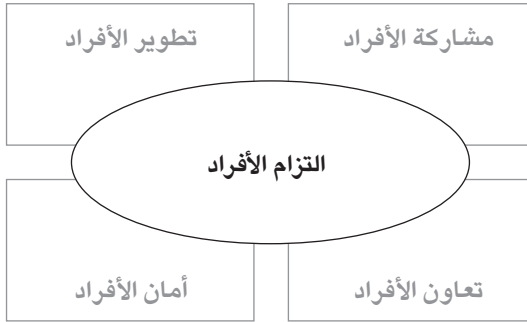 مشاركة الأفراد
تطوير الأفراد
التزام الأفراد
تعاون الأفراد
أمان الأفراد